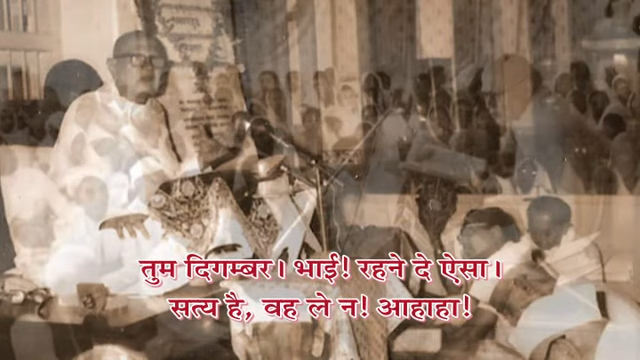 तुम दिगम्बर। भाई! रहने दे ऐसा।
सत्य है, वह ले न! आहाहा!